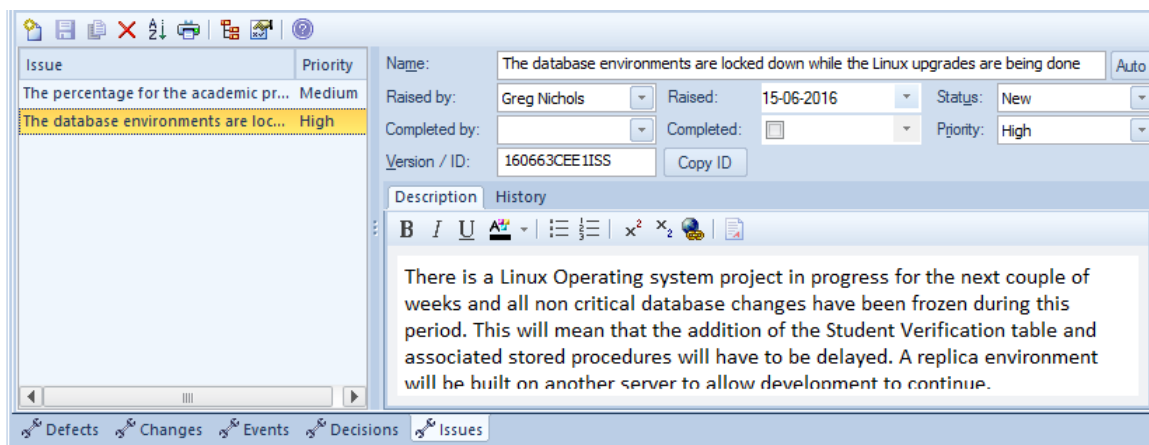 Issue Priority
The percentage for the academic pr... Medium
The database environments are loc... High
Name: The database environments are locked down while the Linux upgrades are being done Auto
Raised by: Greg Nichols Raised: 15-06-2016 Status: New
Completed by: Completed: Priority: High
Version / ID: 160663CEE1ISS Copy ID
Description History
B I U A x² x₂
There is a Linux Operating system project in progress for the next couple of
weeks and all non critical database changes have been frozen during this
period. This will mean that the addition of the Student Verification table and
associated stored procedures will have to be delayed. A replica environment
will be built on another server to allow development to continue.
Defects Changes Events Decisions Issues